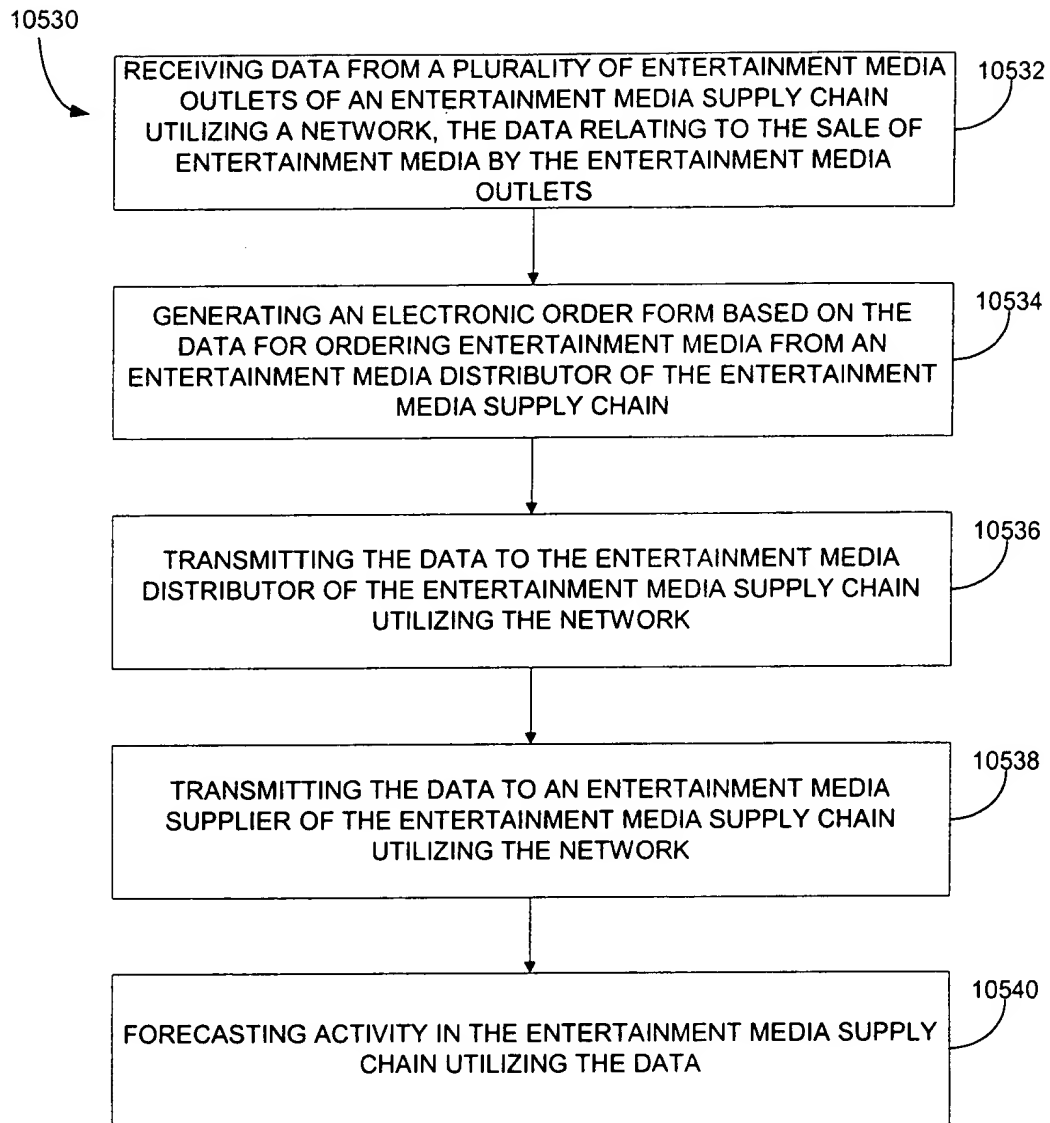 10530
RECEIVING DATA FROM A PLURALITY OF ENTERTAINMENT MEDIA
OUTLETS OF AN ENTERTAINMENT MEDIA SUPPLY CHAIN
UTILIZING A NETWORK, THE DATA RELATING TO THE SALE OF
ENTERTAINMENT MEDIA BY THE ENTERTAINMENT MEDIA
OUTLETS
10532
GENERATING AN ELECTRONIC ORDER FORM BASED ON THE
DATA FOR ORDERING ENTERTAINMENT MEDIA FROM AN
ENTERTAINMENT MEDIA DISTRIBUTOR OF THE ENTERTAINMENT
MEDIA SUPPLY CHAIN
10534
TRANSMITTING THE DATA TO THE ENTERTAINMENT MEDIA
DISTRIBUTOR OF THE ENTERTAINMENT MEDIA SUPPLY CHAIN
UTILIZING THE NETWORK
10536
TRANSMITTING THE DATA TO AN ENTERTAINMENT MEDIA
SUPPLIER OF THE ENTERTAINMENT MEDIA SUPPLY CHAIN
UTILIZING THE NETWORK
10538
FORECASTING ACTIVITY IN THE ENTERTAINMENT MEDIA SUPPLY
CHAIN UTILIZING THE DATA
10540